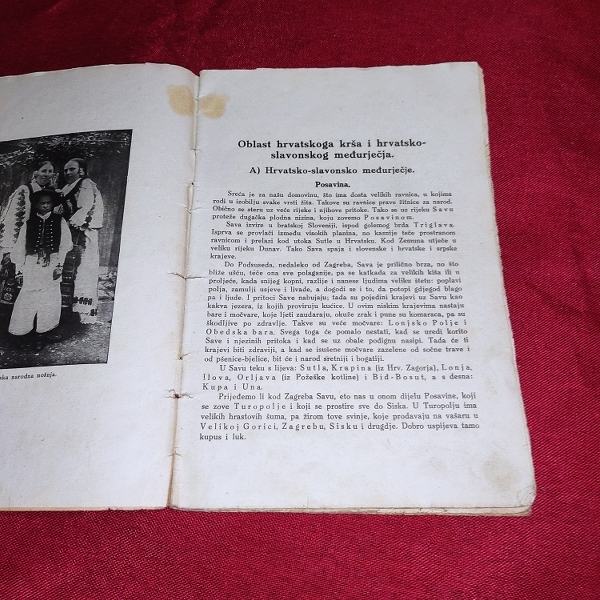 ska narodna nošnja.
Oblast hrvatskoga krša i hrvatsko-
slavonskog međurječja.
A) Hrvatsko-slavonsko međurječje.
Posavina.
Sreća je za našu domovinu, što ima dosta velikih ravnica, u kojima
rodi u izobilju svake vrsti žita. Takove su ravnice pravo žitnice za narod.
Obično se steru uz veće rijeke i njihove pritoke. Tako se uz rijeku Savu
proteže dugačka plodna nizina, koju zovemo Posavinom.
Sava izvire u bratskoj Sloveniji, ispod golemog brda Triglava.
Isprva se provlači između visokih planina, no kasnije teče prostranom
ravnicom i prelazi kod utoka Sutle u Hrvatsku. Kod Zemuna utječe u
veliku rijeku Dunav. Tako Sava spaja i slovenske i hrvatske i srpske
krajeve.
Do Podsuseda, nedaleko od Zagreba, Sava je prilično brza, no što
bliže ušću, teče ona sve polaganije, pa se katkada za velikih kiša ili u
proljeće, kada snijeg kopni, razlije i nanese ljudima veliku štetu: poplavi
polja, zamulji usjeve i livade, a dogodi se i to, da potopi gdjegod blago
pa i ljude. I pritoci Save nabujaju; tada su pojedini krajevi uz Savu kao
kakva jezera, iz kojih proviruju kućice. U ovim niskim krajevima nastaju
bare i močvare, koje ljeti zaudaraju, okuže zrak i pune su komaraca, pa su
škodljive po zdravlje. Takve su veće močvare: Lonjsko Polje i
Obedska bara. Svega toga će pomalo nestati, kad se uredi korito
Save i njezinih pritoka i kad se uz obale podignu nasipi. Tada će ti
krajevi biti zdraviji, a kad se isušene močvare zazelene od sočne trave i
od pšenice-bjelice, bit će i narod sretniji i bogatiji.
U Savu teku s lijeva: Sutla, Krapina (iz Hrv. Zagorja), Lonja,
Ilova, Orljava (iz Požeške kotline) i Bid-Bosut, a s desna:
Kupa i Una.
Prijeđemo li kod Zagreba Savu, eto nas u onom dijelu Posavine, koji
se zove Turopolje i koji se prostire sve do Siska. U Turopolju ima
velikih hrastovih šuma, pa žirom tove svinje, koje prodavaju na vašaru u
Velikoj Gorici, Zagrebu, Sisku i drugdje. Dobro uspijeva tamo
kupus i luk.